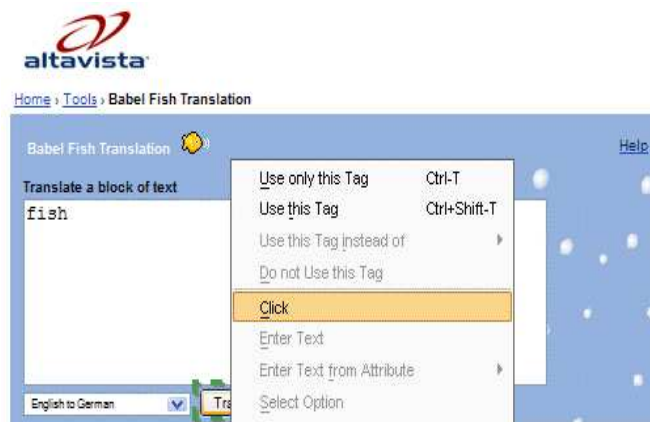 altavista
Home › Tools › Babel Fish Translation
Babel Fish Translation
Help
Translate a block of text
fish
Use only this Tag Ctrl-T
Use this Tag Ctrl+Shift-T
Use this Tag instead of
Do not Use this Tag
Click
Enter Text
Enter Text from Attribute
Select Option
English to German
Tra